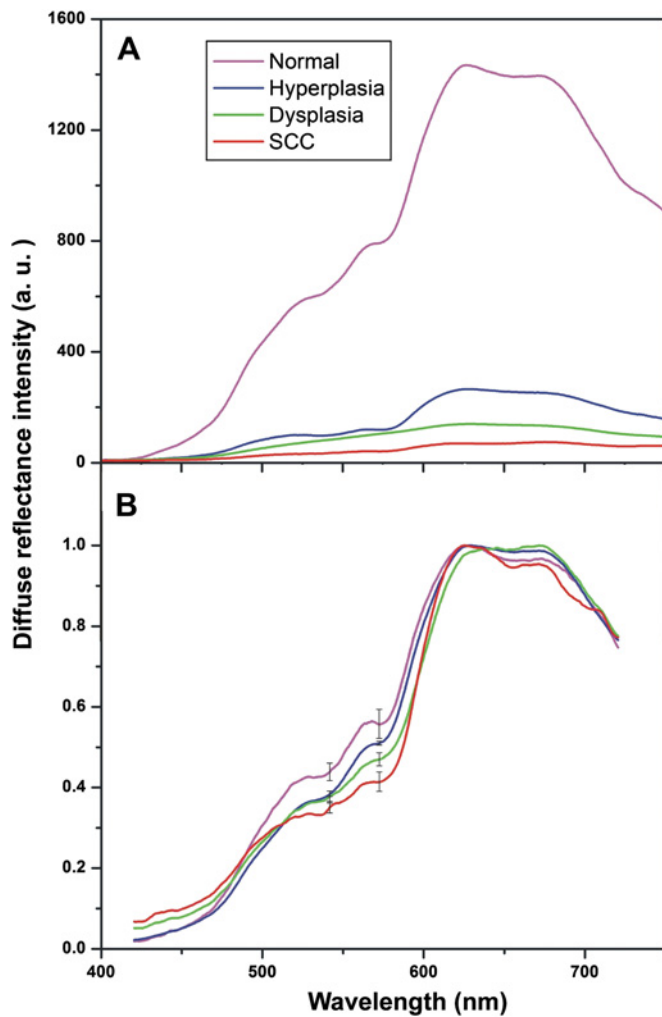 A
1600
1200
800
400
0
Normal
Hyperplasia
Dysplasia
SCC
Diffuse reflectance intensity (a. u. )
B
1.0
0.8
0.6
0.4
0.2
0.0
400 500 600 700
Wavelength (nm)